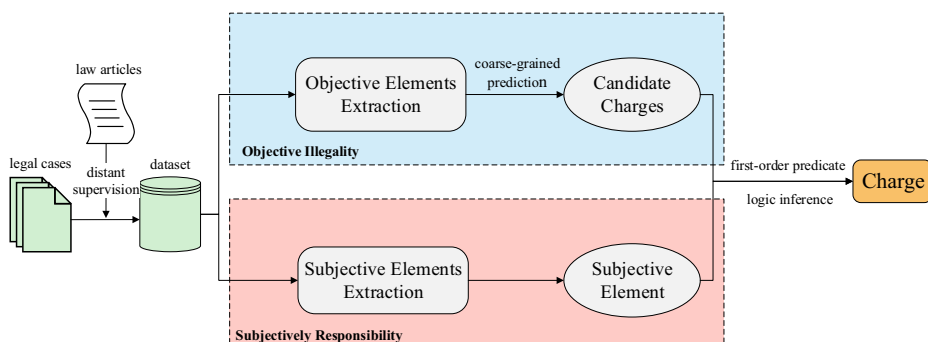 law articles
legal cases
distant
supervision
dataset
Objective Elements
Extraction
coarse-grained
prediction
Candidate
Charges
Objective Illegality
Subjective Elements
Extraction
Subjective
Element
Subjectively Responsibility
first-order predicate
logic inference
Charge